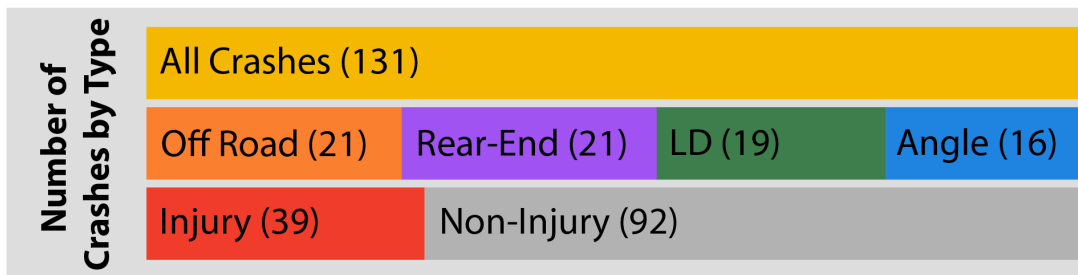 Number of
Crashes by Type
All Crashes (131)
Off Road (21)
Rear-End (21)
LD (19)
Angle (16)
Injury (39)
Non-Injury (92)